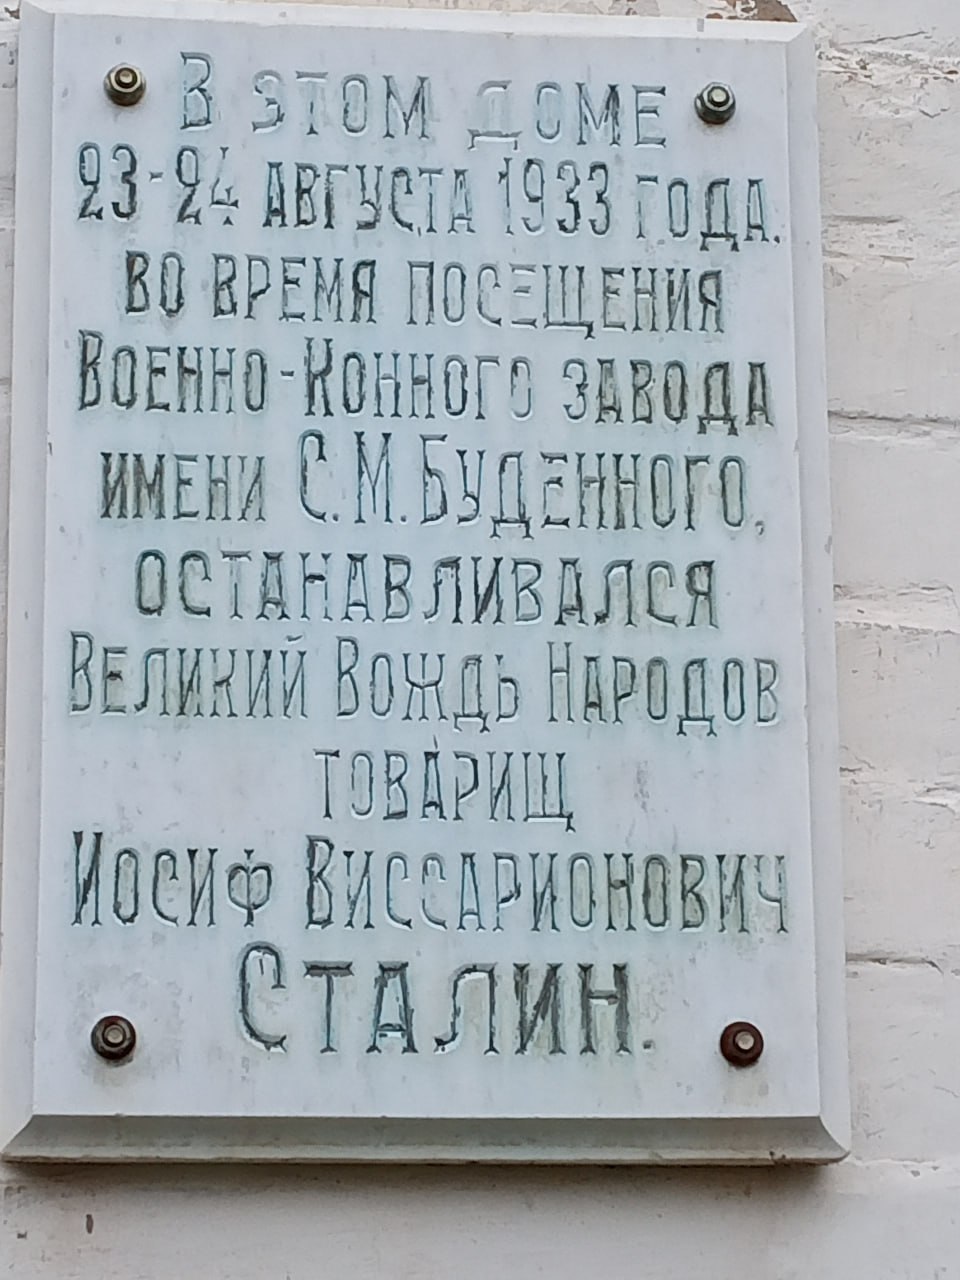 В этом доме
23-24 августа 1933 года.
во время посещения
Военно-Конного завода
имени С.М.Буденного,
останавливался
Великий Вождь Народов
товарищ
Иосиф Виссарионович
Сталин.